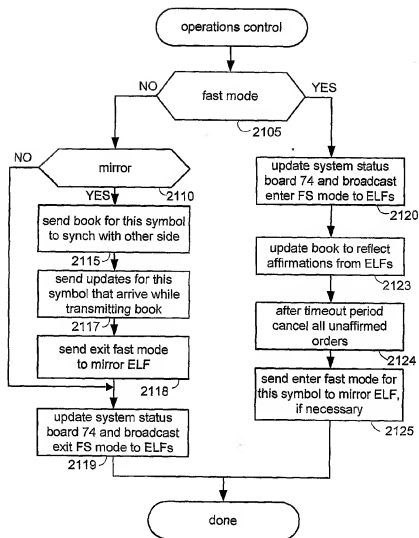 operations control
NO
YES
fast mode
2105
NO
mirror
2110
YES
send book for this symbol
to synch with other side
2115
send updates for this
symbol that arrive while
transmitting book
2117
send exit fast mode
to mirror ELF
2118
update system status
board 74 and broadcast
exit FS mode to ELFs
2119
update system status
board 74 and broadcast
enter FS mode to ELFs
2120
update book to reflect
affirmations from ELFs
2123
after timeout period
cancel all unaffirmed
orders
2124
send enter fast mode for
this symbol to mirror ELF,
if necessary
2125
done